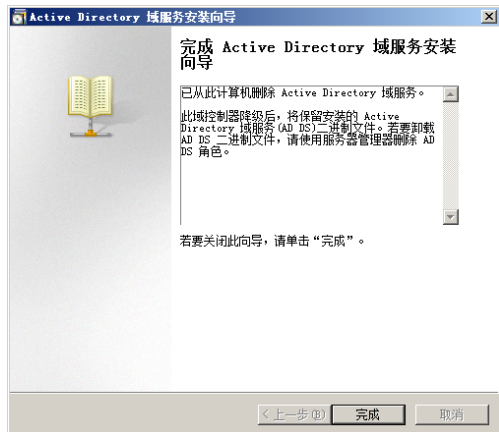 Active Directory 域服务安装向导
完成 Active Directory 域服务安装
向导
已从此计算机删除 Active Directory 域服务。
此域控制器降级后，将保留安装的 Active
Directory 域服务(AD DS)二进制文件。若要卸载
AD DS 二进制文件，请使用服务器管理器删除 AD
DS 角色。
若要关闭此向导，请单击“完成”。
< 上一步(B)
完成
取消